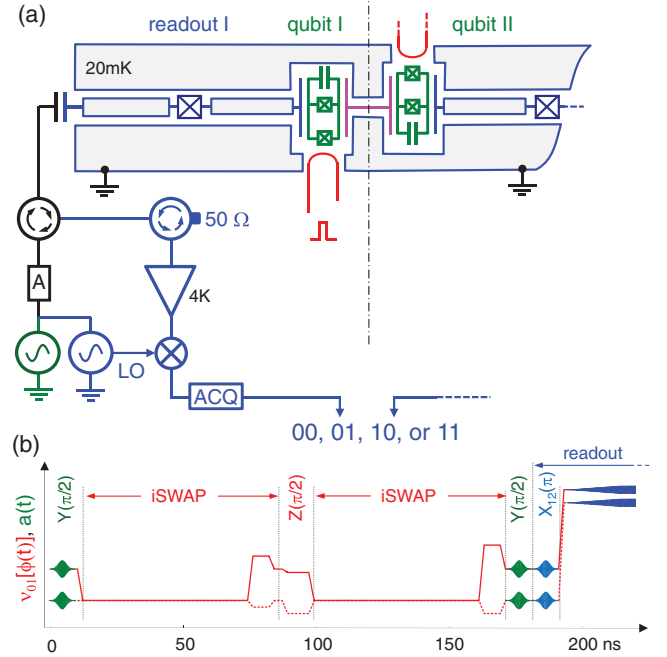 (a)
readout I
qubit I
qubit II
20mK
50 Ω
A
4K
LO
ACQ
00, 01, 10, or 11
(b)
readout
ν01[ϕ(t)], a(t)
Y(π/2)
iSWAP
Z(π/2)
iSWAP
Y(π/2)
X12(π)
0
50
100
150
200 ns